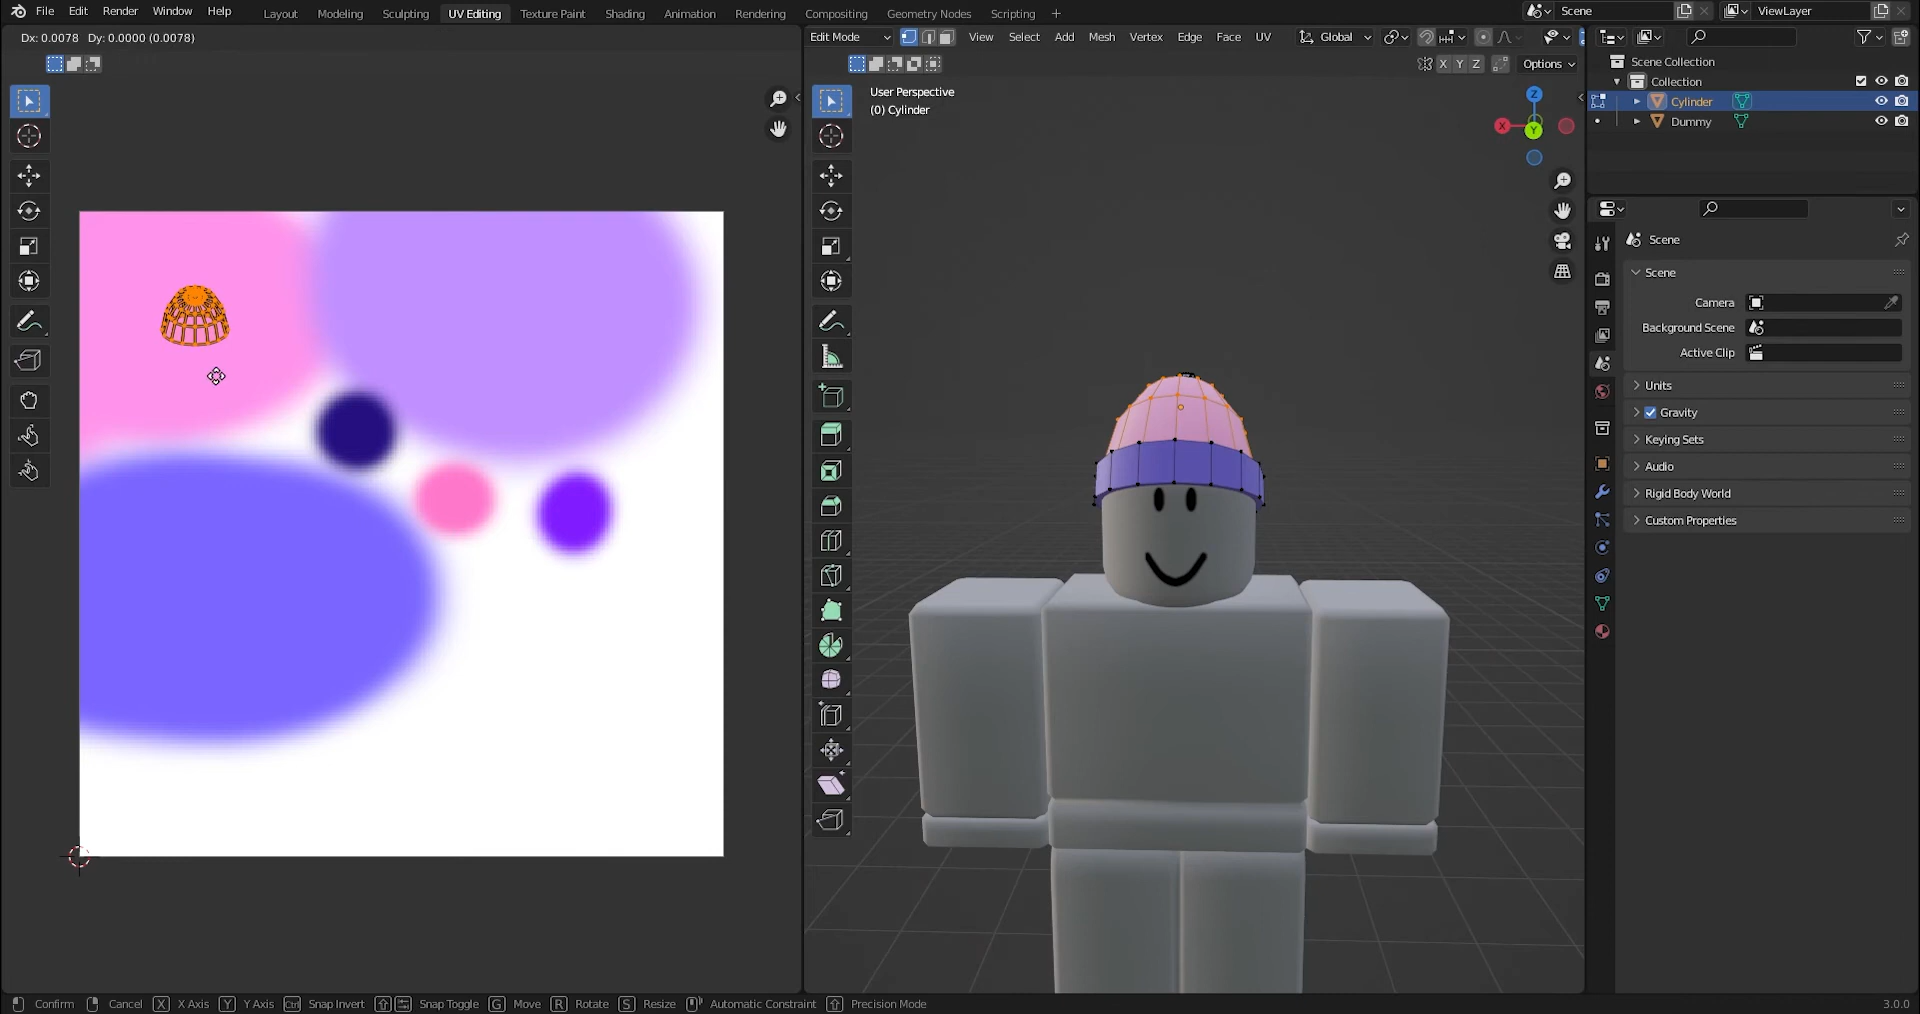 File Edit Render Window Help Layout Modeling Sculpting UV Editing Texture Paint Shading Animation Rendering Compositing Geometry Nodes Scripting + Scene ViewLayer
Dx: 0.0078 Dy: 0.0000 (0.0078)
Edit Mode View Select Add Mesh Vertex Edge Face UV Global
X Y Z Options
User Perspective
(0) Cylinder
Z
X
Y
Scene Collection
Collection
Cylinder
Dummy
Scene
Scene
Camera
Background Scene
Active Clip
Units
Gravity
Keying Sets
Audio
Rigid Body World
Custom Properties
Confirm Cancel X X Axis Y Y Axis Ctrl Snap Invert Snap Toggle G Move R Rotate S Resize Automatic Constraint Precision Mode 3.0.0